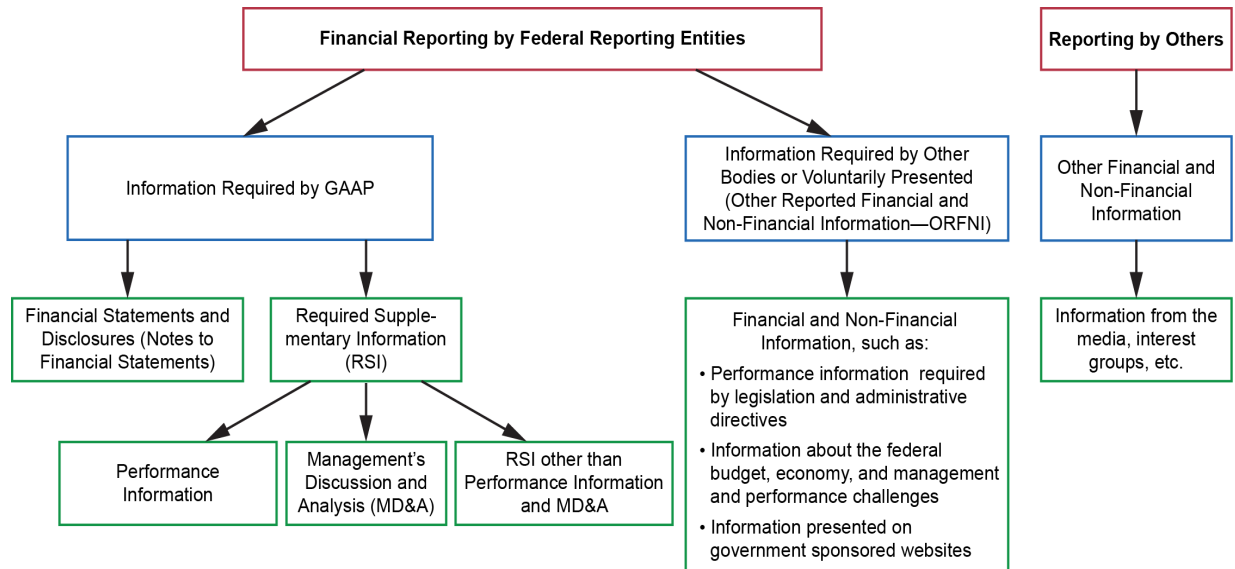 Financial Reporting by Federal Reporting Entities
Reporting by Others
Information Required by GAAP
Information Required by Other
Bodies or Voluntarily Presented
(Other Reported Financial and
Non-Financial Information—ORFNI)
Other Financial and
Non-Financial
Information
Financial Statements and
Disclosures (Notes to
Financial Statements)
Required Supple-
mentary Information
(RSI)
Financial and Non-Financial
Information, such as:
• Performance information required
by legislation and administrative
directives
• Information about the federal
budget, economy, and management
and performance challenges
• Information presented on
government sponsored websites
Information from the
media, interest
groups, etc.
Performance
Information
Management’s
Discussion and
Analysis (MD&A)
RSI other than
Performance Information
and MD&A